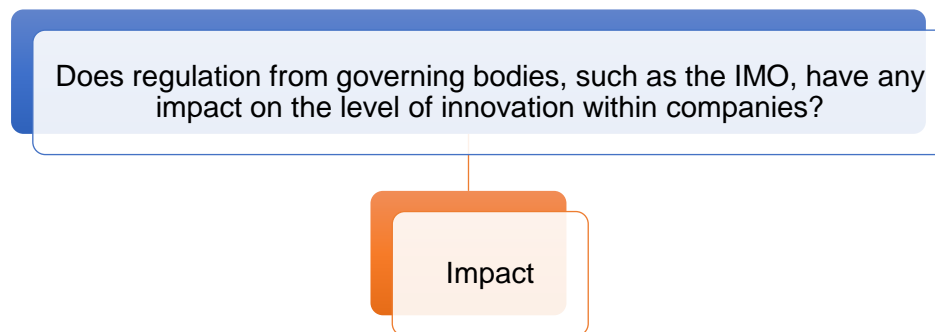 Does regulation from governing bodies, such as the IMO, have any
impact on the level of innovation within companies?
Impact